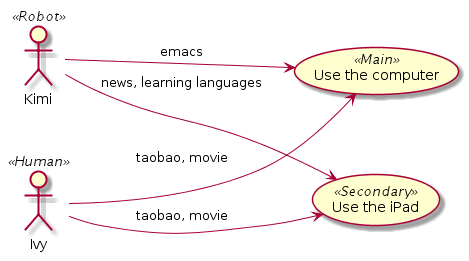 «Robot»
Kimi
emacs
news, learning languages
«Main»
Use the computer
«Human»
Ivy
taobao, movie
taobao, movie
«Secondary»
Use the iPad